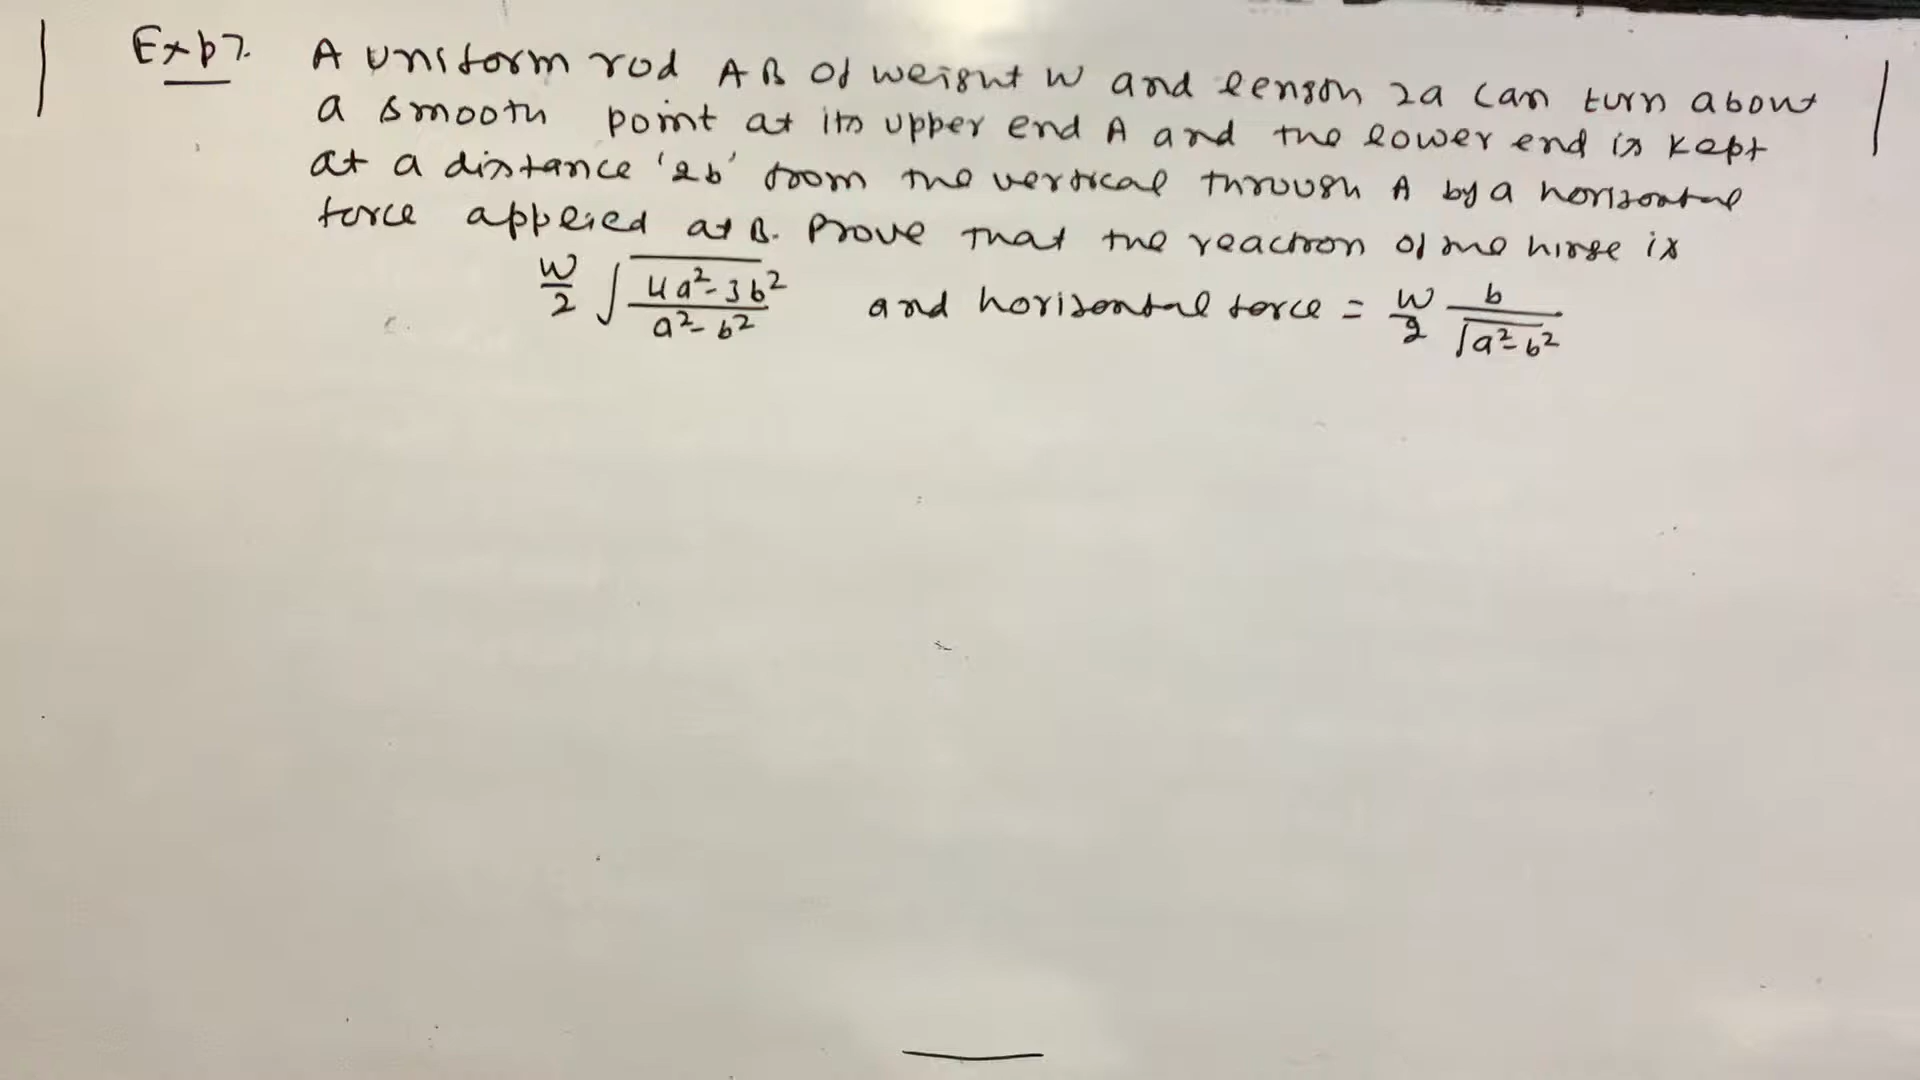 Exp7. A uniform rod AB of weight W and length 2a can turn about
a smooth point at its upper end A and the lower end is kept
at a distance '2b' from the vertical through A by a horizontal
force applied at B. Prove that the reaction of the hinge is
W/2 √(4a²-3b² / a²-b²) and horizontal force = W/2 b/√(a²-b²)